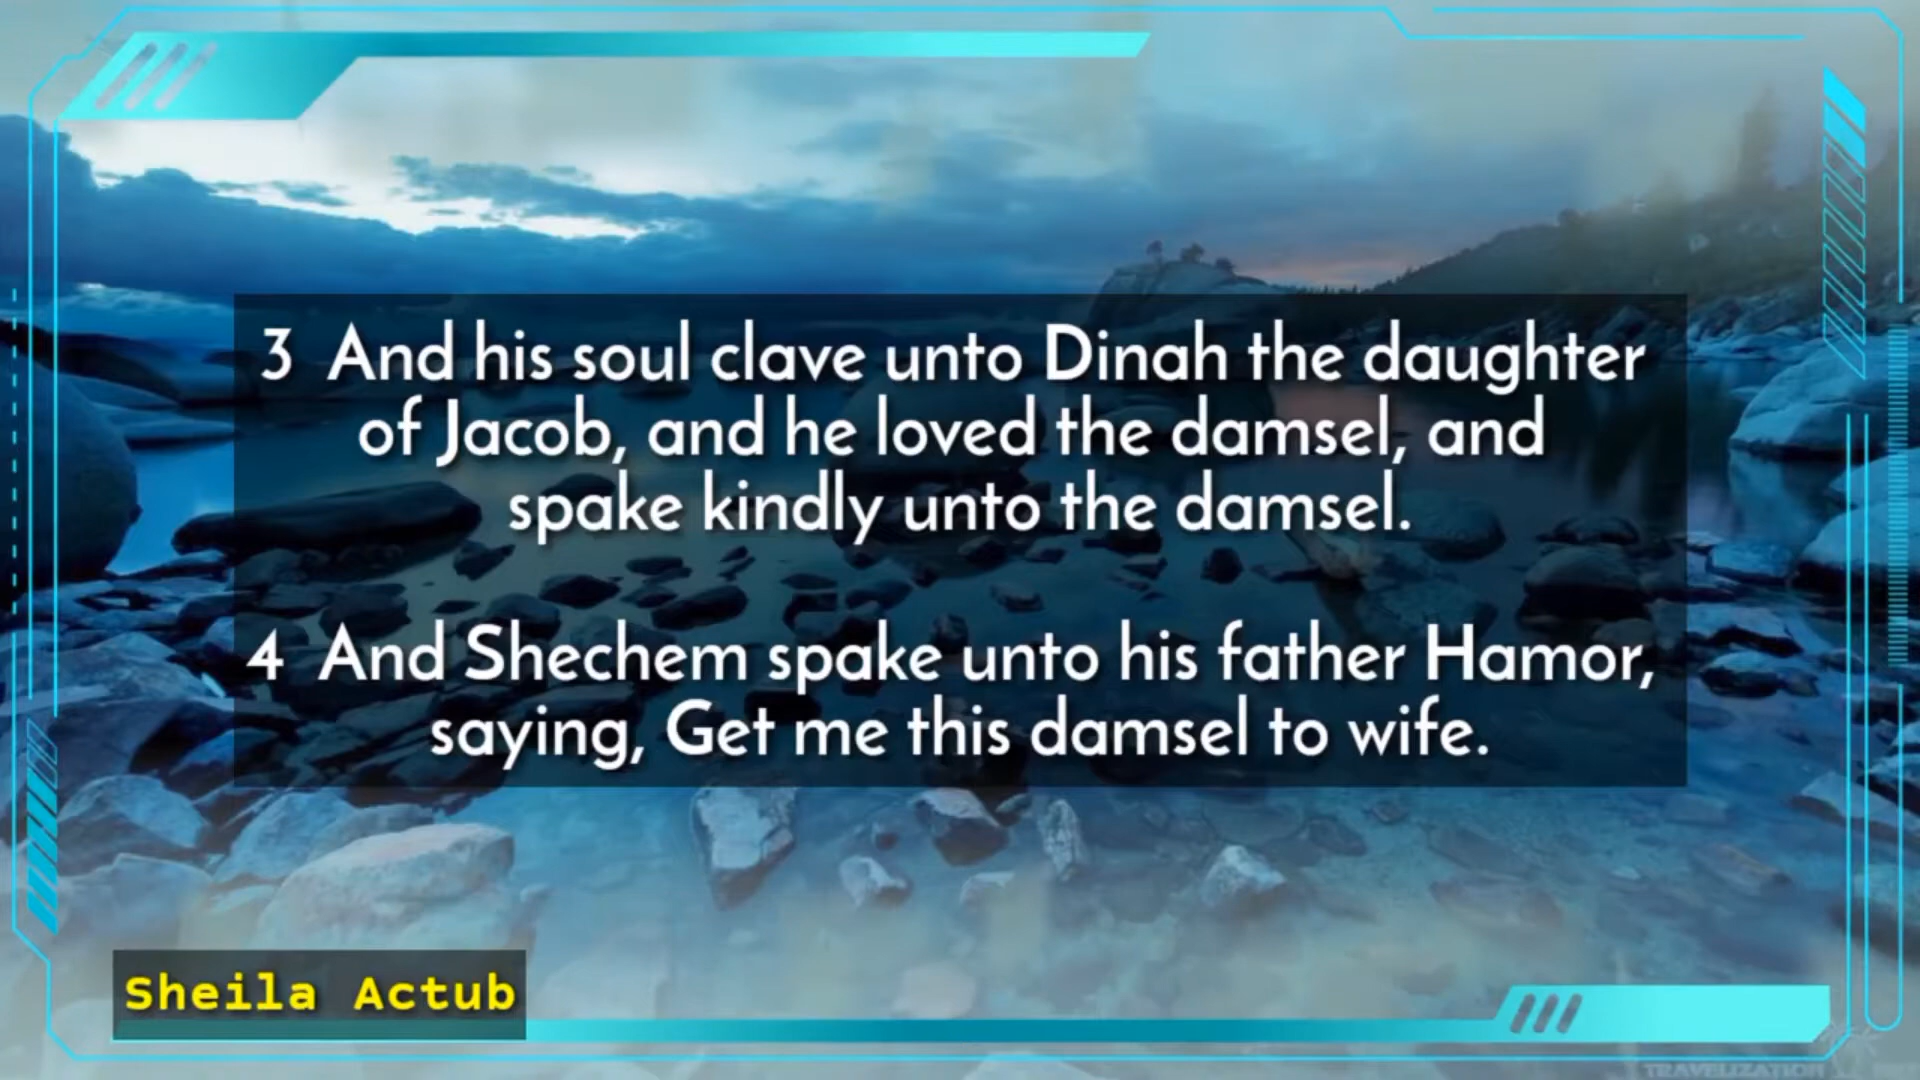 3 And his soul clave unto Dinah the daughter
of Jacob, and he loved the damsel, and
spake kindly unto the damsel.
4 And Shechem spake unto his father Hamor,
saying, Get me this damsel to wife.
Sheila Actub
TRAVELIZATION